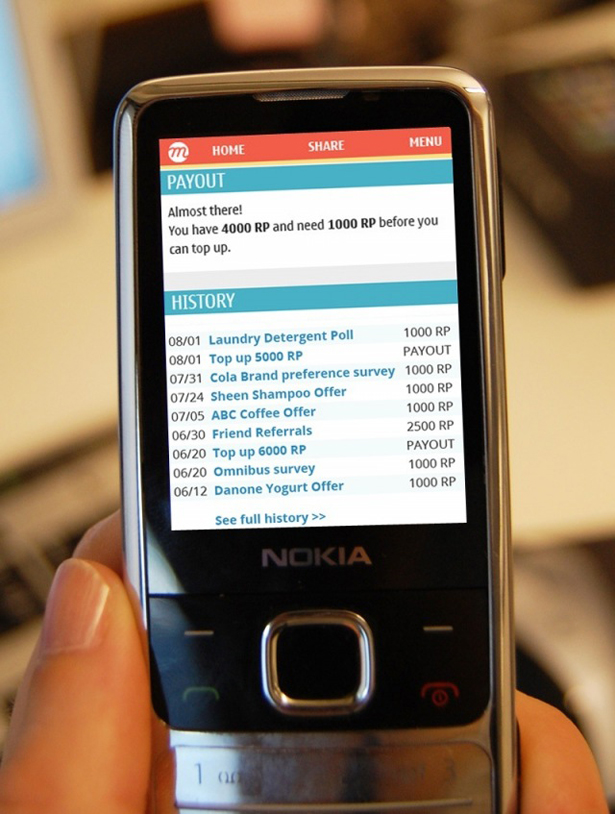 m HOME SHARE MENU
PAYOUT
Almost there!
You have 4000 RP and need 1000 RP before you
can top up.
HISTORY
08/01 Laundry Detergent Poll 1000 RP
08/01 Top up 5000 RP PAYOUT
07/31 Cola Brand preference survey 1000 RP
07/24 Sheen Shampoo Offer 1000 RP
07/05 ABC Coffee Offer 1000 RP
06/30 Friend Referrals 2500 RP
06/20 Top up 6000 RP PAYOUT
06/20 Omnibus survey 1000 RP
06/12 Danone Yogurt Offer 1000 RP
See full history >>
NOKIA
1 3